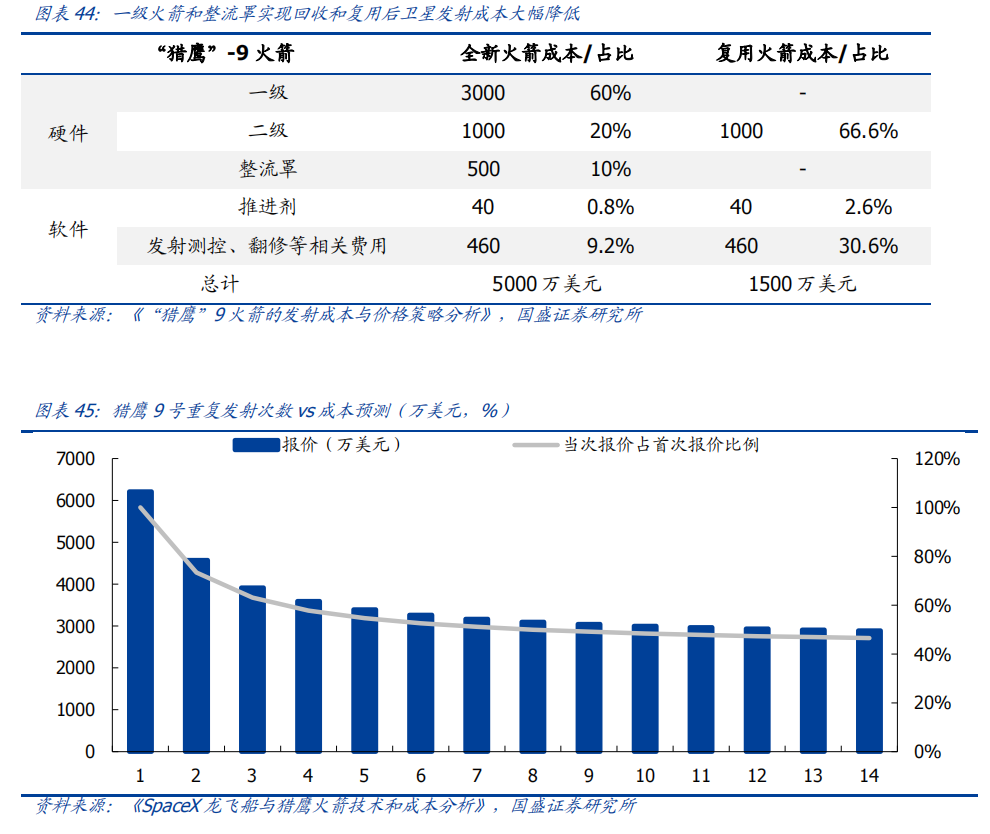 图表 44：一级火箭和整流罩实现回收和复用后卫星发射成本大幅降低
“猎鹰”-9 火箭 全新火箭成本/占比 复用火箭成本/占比
硬件
一级 3000 60% -
二级 1000 20% 1000 66.6%
整流罩 500 10% -
软件
推进剂 40 0.8% 40 2.6%
发射测控、翻修等相关费用 460 9.2% 460 30.6%
总计 5000 万美元 1500 万美元
资料来源：《“猎鹰”9 火箭的发射成本与价格策略分析》，国盛证券研究所
图表 45：猎鹰 9 号重复发射次数 vs 成本预测（万美元，%）
报价（万美元） 当次报价占首次报价比例
7000 120%
6000 100%
5000 80%
4000 60%
3000 40%
2000 20%
1000 0%
0
1 2 3 4 5 6 7 8 9 10 11 12 13 14
资料来源：《SpaceX 龙飞船与猎鹰火箭技术和成本分析》，国盛证券研究所